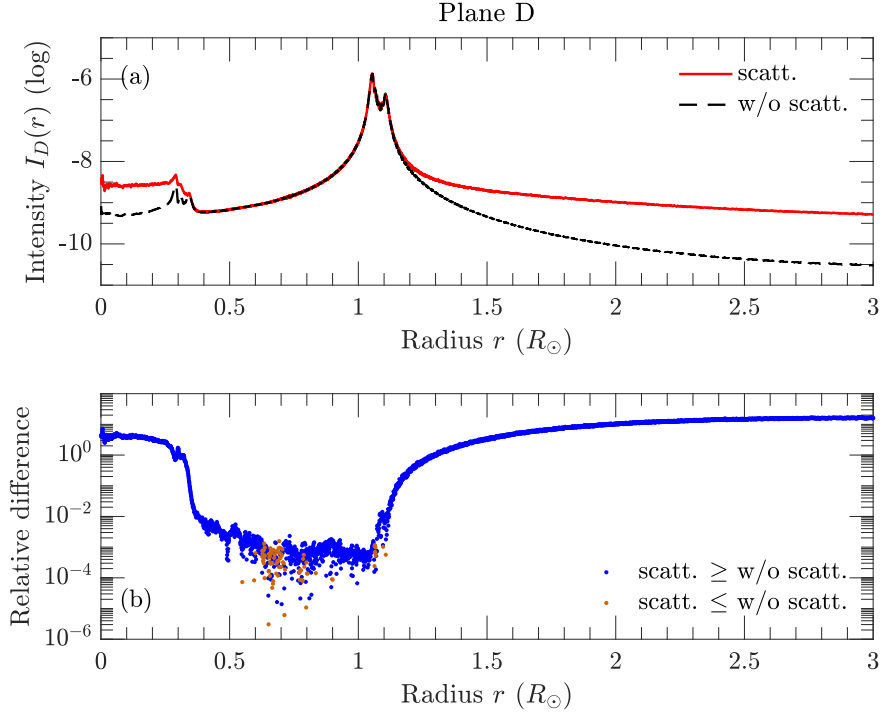 Plane D
Intensity I_D(r) (log)
(a)
scatt.
w/o scatt.
-6
-8
-10
0 0.5 1 1.5 2 2.5 3
Radius r (R_⊙)
Relative difference
10^0
10^-2
10^-4
10^-6
(b)
scatt. ≥ w/o scatt.
scatt. ≤ w/o scatt.
0 0.5 1 1.5 2 2.5 3
Radius r (R_⊙)